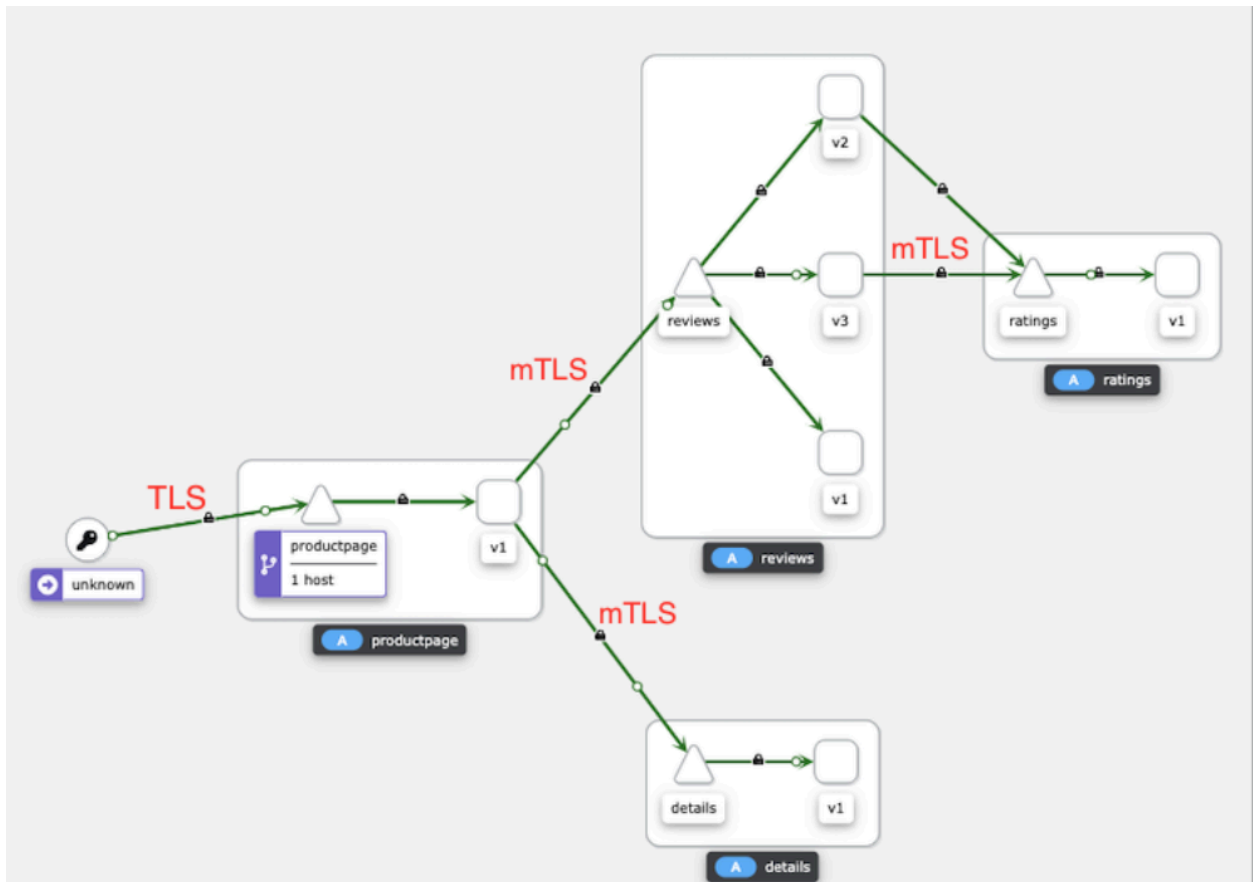 v2
mTLS
reviews
v3
ratings
v1
A ratings
mTLS
v1
TLS
A reviews
productpage
1 host
v1
unknown
mTLS
A productpage
details
v1
A details